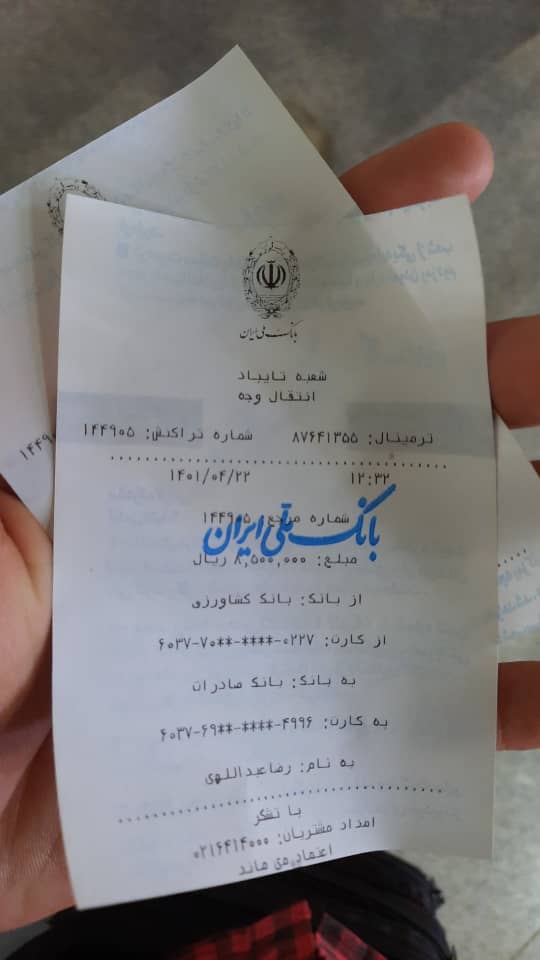 بانک ملی ایران
شعبه تایباد
انتقال وجه
ترمینال: ۸۷۶۴۱۳۵۵ شماره تراکنش: ۱۴۴۹۰۵
۱۲:۳۲ ۱۴۰۱/۰۴/۲۲
شماره مرجع: ۱۴۴۹۰۵
بانک ملی ایران
مبلغ: ۸,۵۰۰,۰۰۰ ریال
از بانک: بانک کشاورزی
از کارت: ۶۰۳۷-۷۰**-****-۰۲۲۷
به بانک: بانک صادران
به کارت: ۶۰۳۷-۶۹**-****-۴۹۹۶
به نام: رضاعبداللهی
با تشکر
امداد مشتریان: ۰۲۱۶۴۱۴۰۰۰
اعتماد می ماند